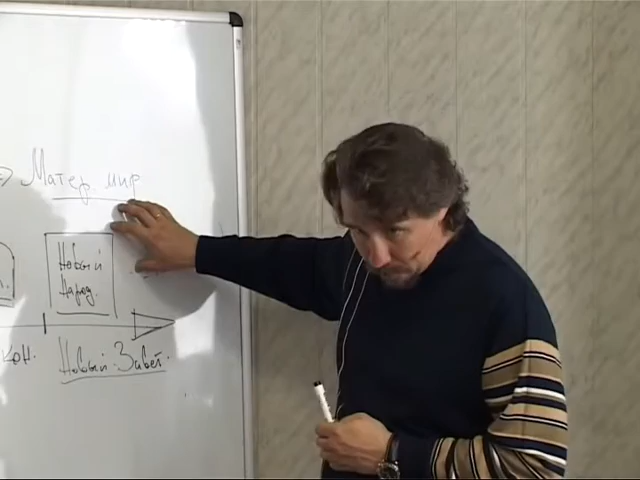 Матер. мир
Новый
Народ.
кон.
Новый Завет.